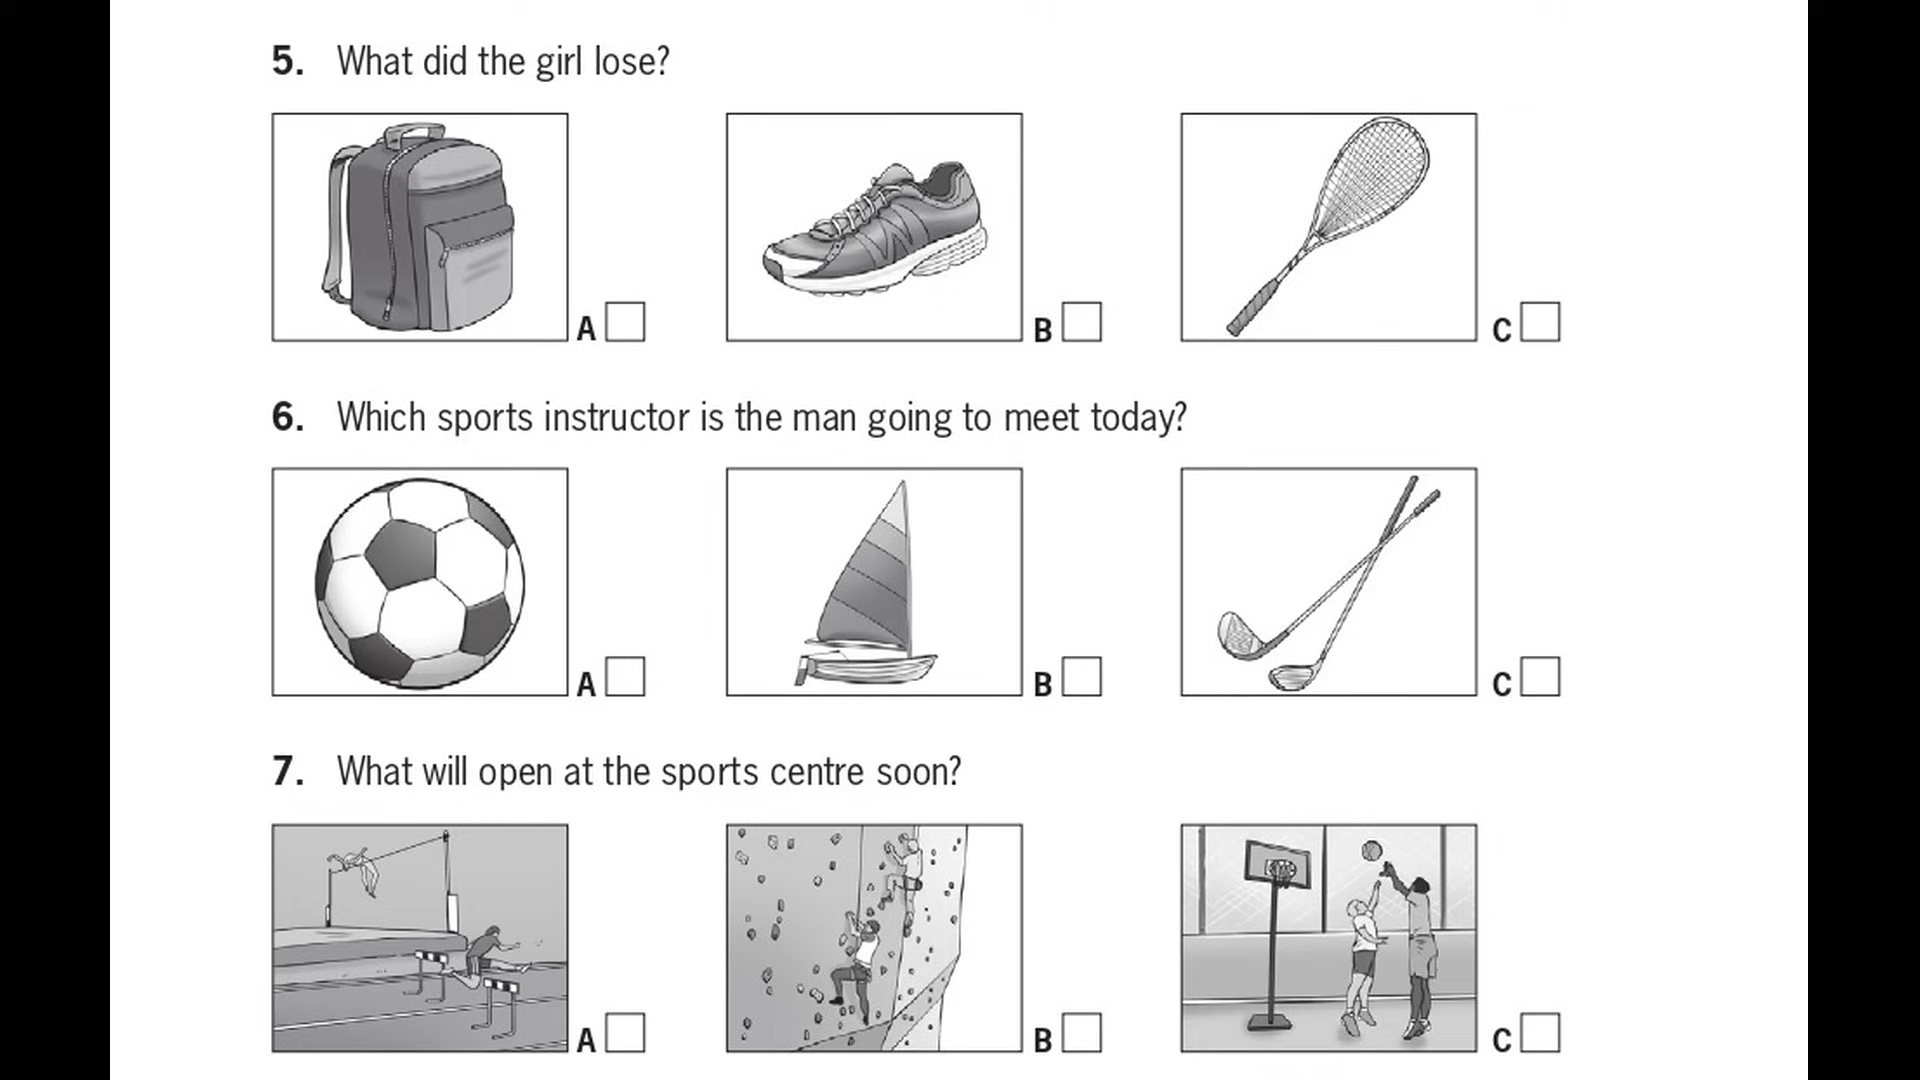 5. What did the girl lose?
A B C
6. Which sports instructor is the man going to meet today?
A B C
7. What will open at the sports centre soon?
A B C